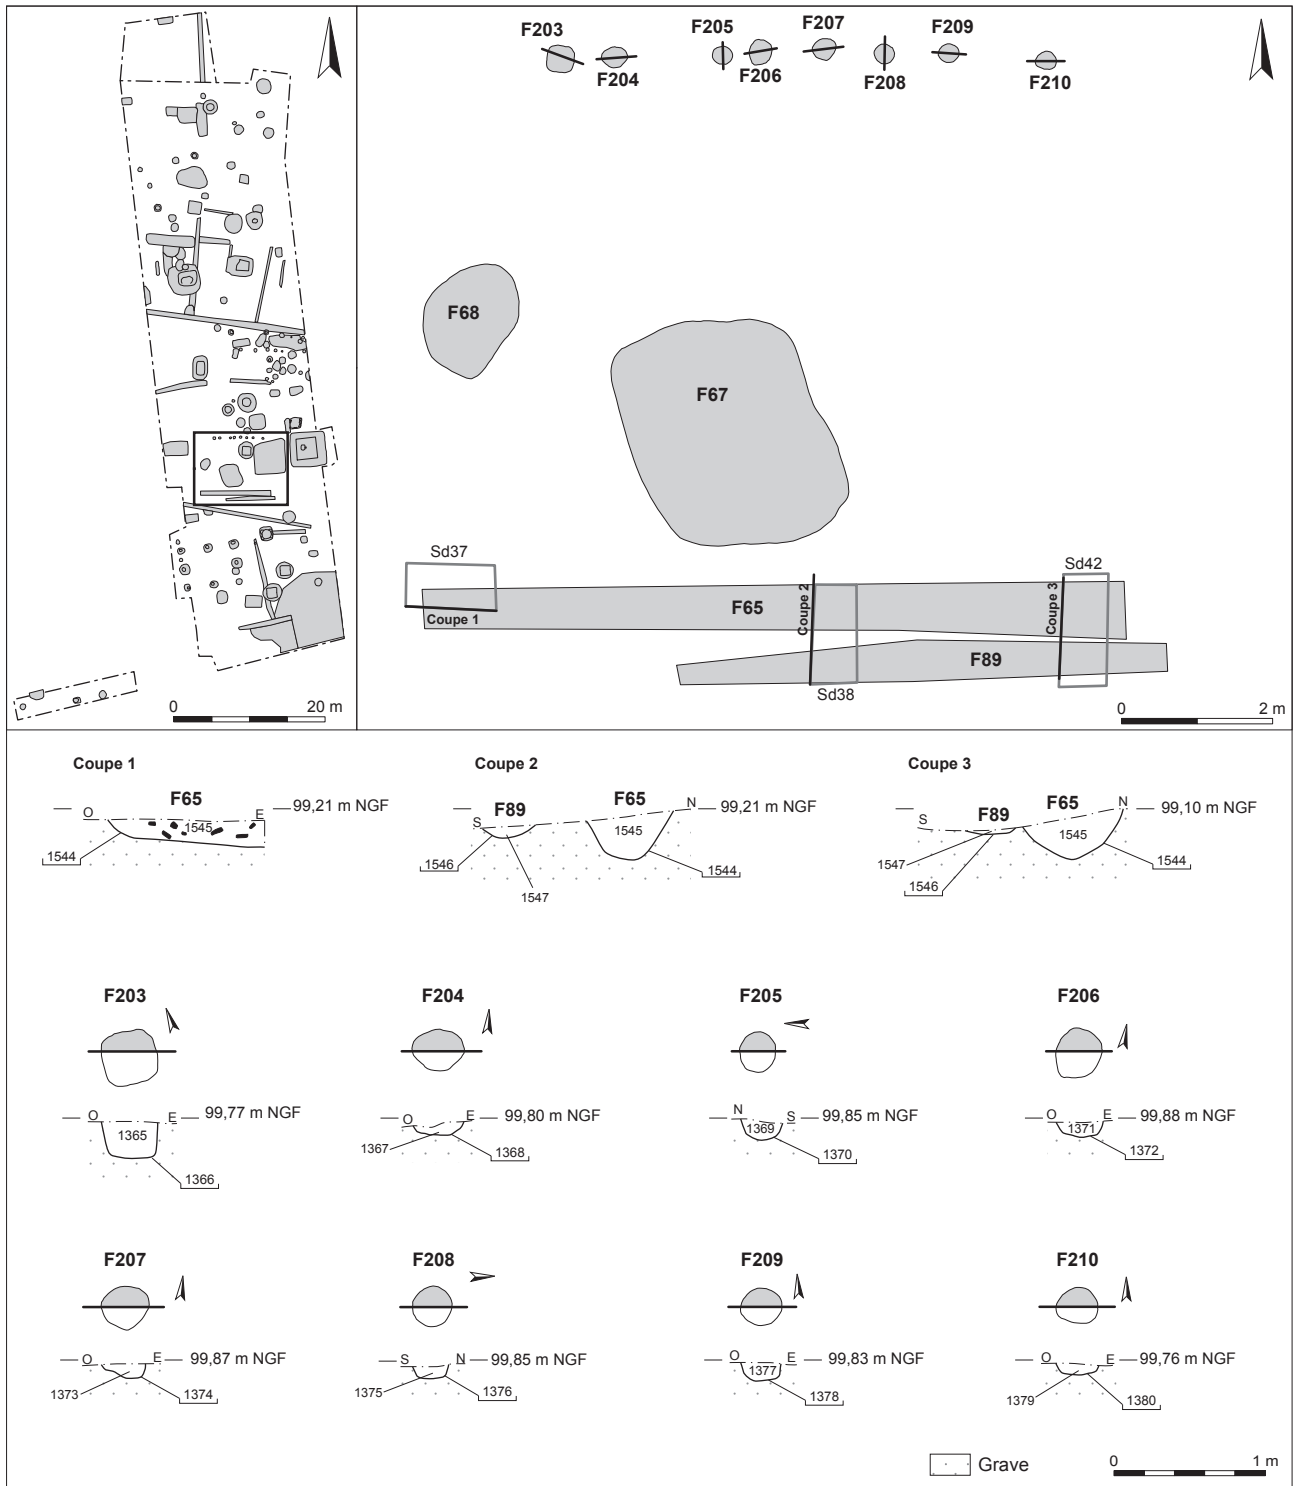 F203
F204
F205
F206
F207
F208
F209
F210
F68
F67
Sd37
Coupe 1
F65
Coupe 2
Sd38
F89
Coupe 3
Sd42
0 20 m
0 2 m
Coupe 1
O F65 E 99,21 m NGF
1545
1544
Coupe 2
S F89 F65 N 99,21 m NGF
1545
1546
1547
1544
Coupe 3
S F89 F65 N 99,10 m NGF
1545
1547
1546
1544
F203
O E 99,77 m NGF
1365
1366
F204
O E 99,80 m NGF
1367
1368
F205
N S 99,85 m NGF
1369
1370
F206
O E 99,88 m NGF
1371
1372
F207
O E 99,87 m NGF
1373
1374
F208
S N 99,85 m NGF
1375
1376
F209
O E 99,83 m NGF
1377
1378
F210
O E 99,76 m NGF
1379
1380
Grave
0 1 m